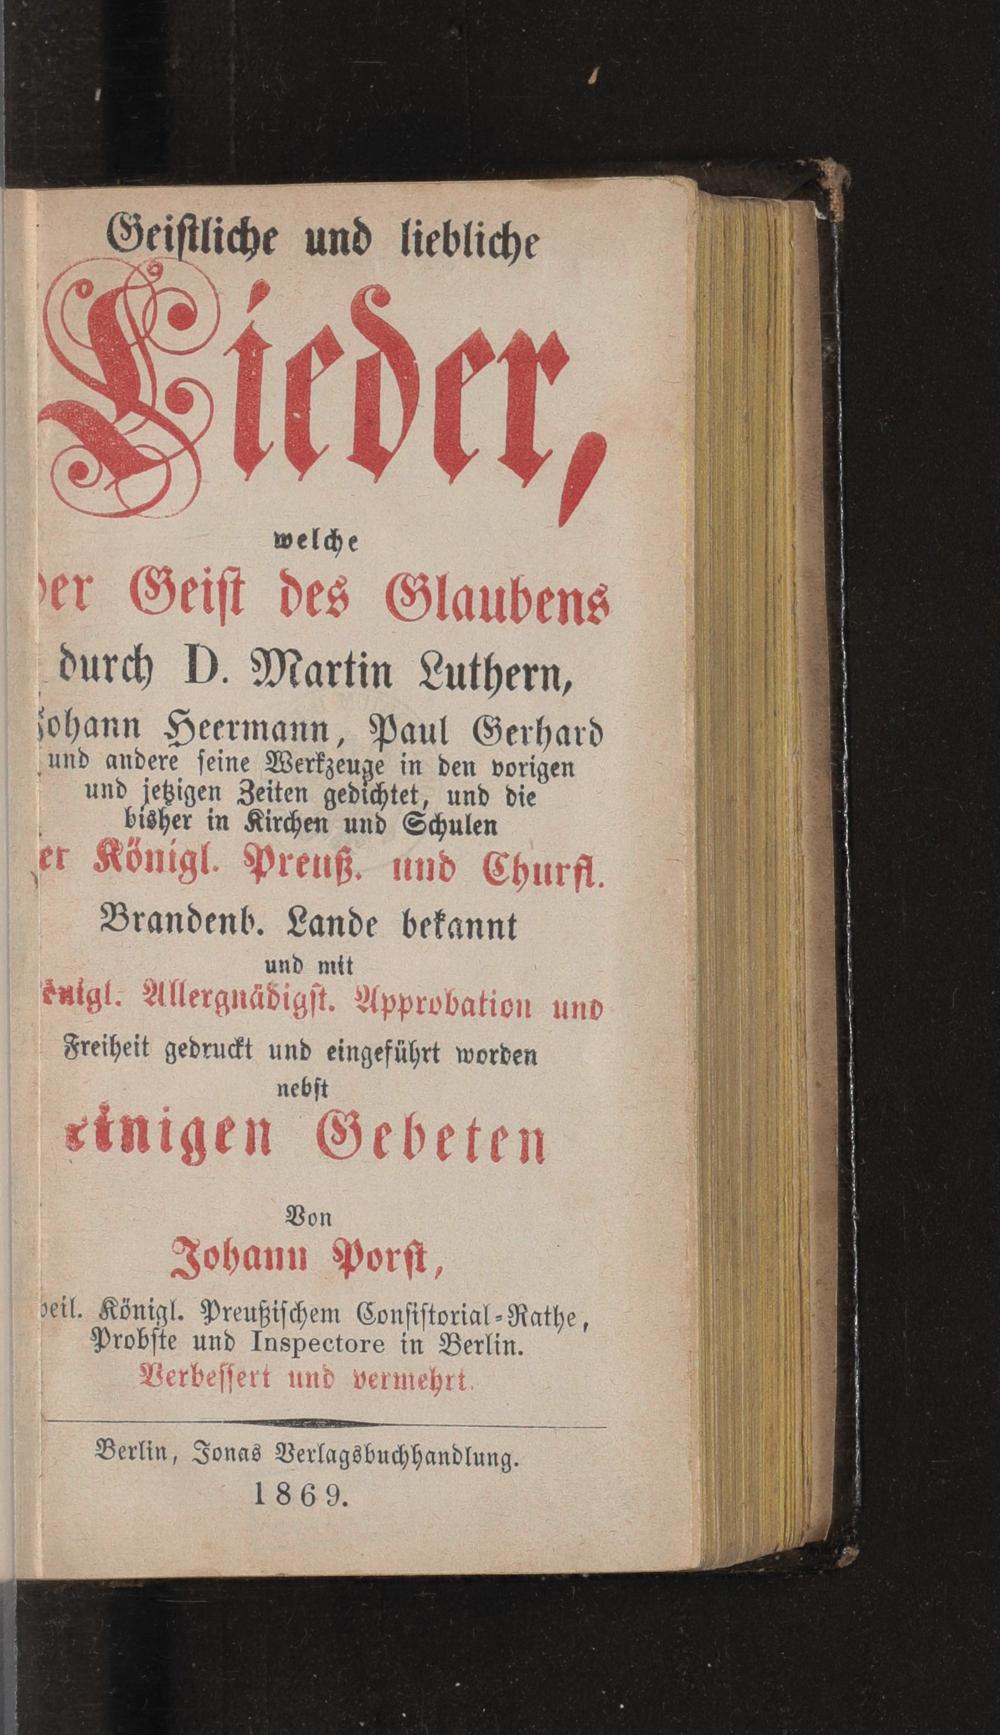 Geistliche und liebliche
Lieder,
welche
der Geist des Glaubens
durch D. Martin Luthern,
Johann Heermann, Paul Gerhard
und andere seine Werkzeuge in den vorigen
und jetzigen Zeiten gedichtet, und die
bisher in Kirchen und Schulen
er Königl. Preuß. und Churfl.
Brandenb. Lande bekannt
und mit
önigl. Allergnädigst. Approbation und
Freiheit gedruckt und eingeführt worden
nebst
einigen Gebeten
Von
Johann Porst,
weil. Königl. Preußischem Consistorial-Rathe,
Probste und Inspectore in Berlin.
Verbessert und vermehrt.
Berlin, Jonas Verlagsbuchhandlung.
1869.